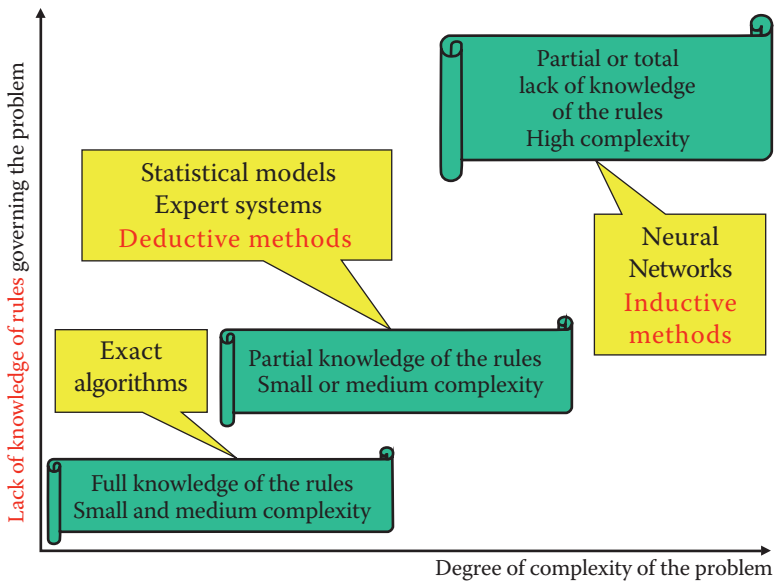 Lack of knowledge of rules governing the problem
Partial or total
lack of knowledge
of the rules
High complexity
Statistical models
Expert systems
Deductive methods
Neural
Networks
Inductive
methods
Exact
algorithms
Partial knowledge of the rules
Small or medium complexity
Full knowledge of the rules
Small and medium complexity
Degree of complexity of the problem